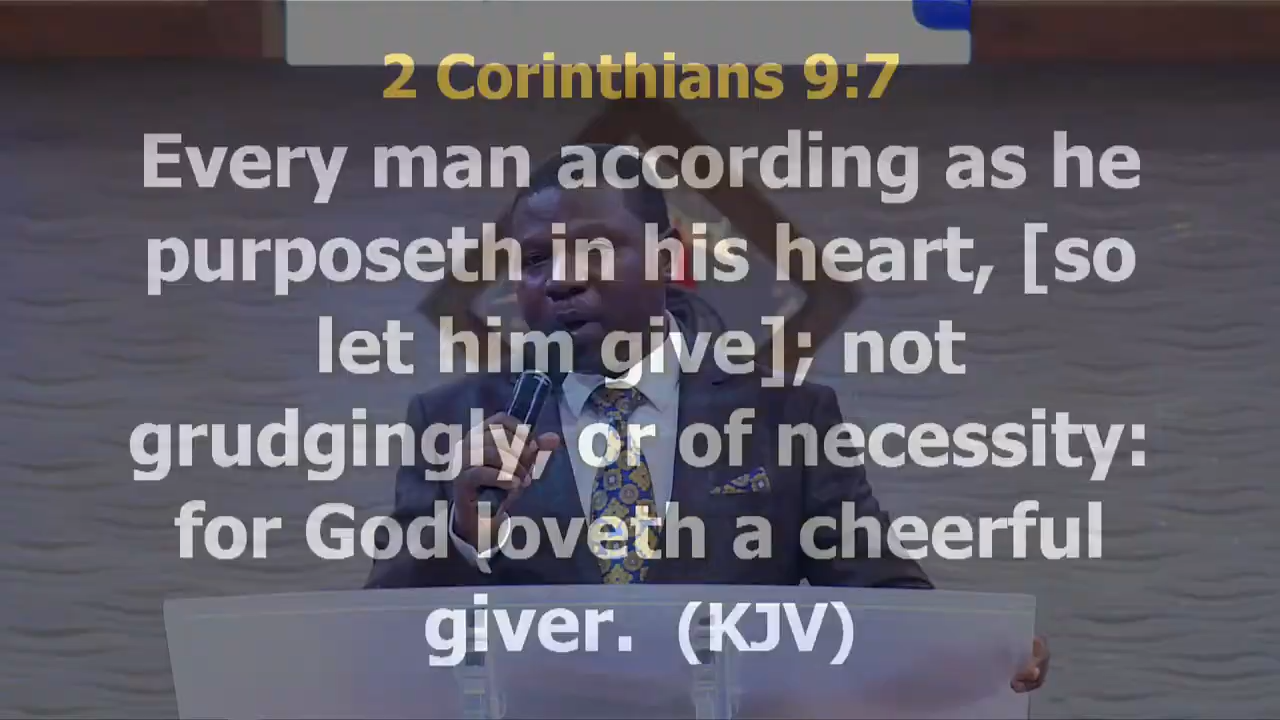 2 Corinthians 9:7
Every man according as he
purposeth in his heart, [so
let him give]; not
grudgingly, or of necessity:
for God loveth a cheerful
giver. (KJV)